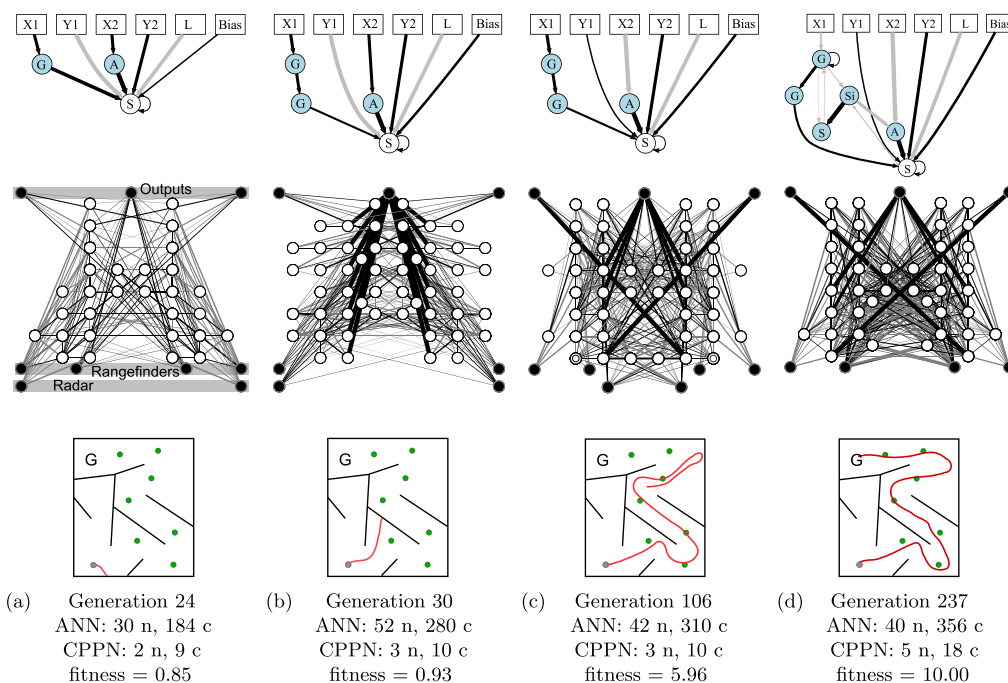 X1 Y1 X2 Y2 L Bias
G A
S
X1 Y1 X2 Y2 L Bias
G
G A
S
X1 Y1 X2 Y2 L Bias
G
G A
S
X1 Y1 X2 Y2 L Bias
G
G Si
S A
S
Outputs
Rangefinders
Radar
G
G
G
G
(a) Generation 24
ANN: 30 n, 184 c
CPPN: 2 n, 9 c
fitness = 0.85
(b) Generation 30
ANN: 52 n, 280 c
CPPN: 3 n, 10 c
fitness = 0.93
(c) Generation 106
ANN: 42 n, 310 c
CPPN: 3 n, 10 c
fitness = 5.96
(d) Generation 237
ANN: 40 n, 356 c
CPPN: 5 n, 18 c
fitness = 10.00